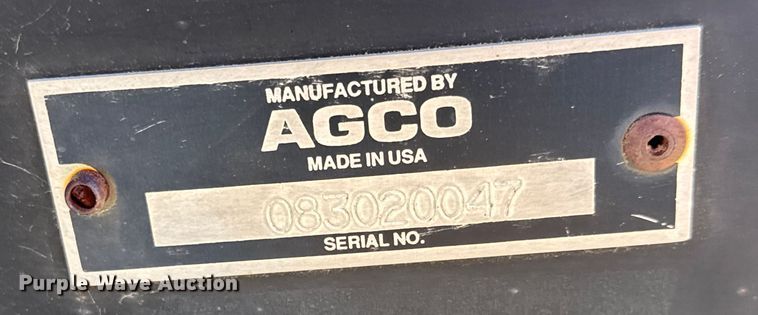 MANUFACTURED BY
AGCO
MADE IN USA
083020047
SERIAL NO.
Purple Wave Auction